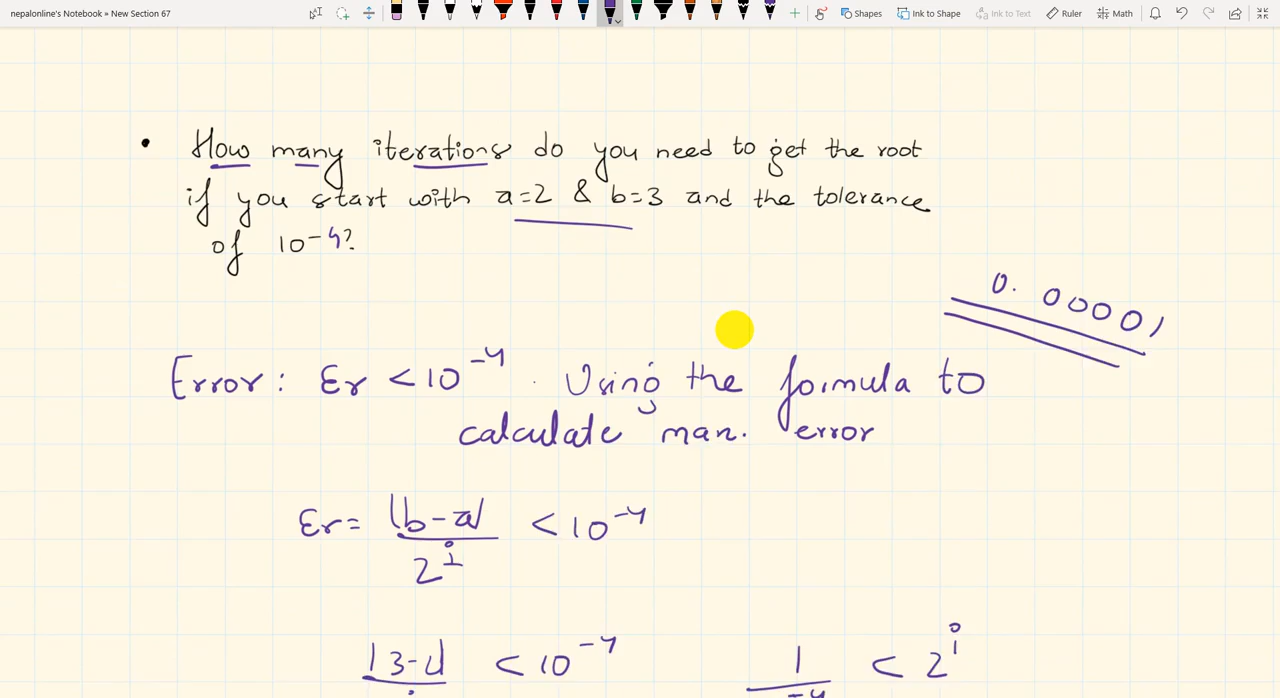 nepalonline's Notebook » New Section 67
Shapes Ink to Shape Ink to Text Ruler Math
• How many iterations do you need to get the root
if you start with a=2 & b=3 and the tolerance
of 10⁻⁴?
0.00001
Error: Er < 10⁻⁴. Using the formula to
calculate man. error
Er = |b-a| / 2ⁱ < 10⁻⁴
|3-2| < 10⁻⁴ 1 / ⁻⁴ < 2ⁱ